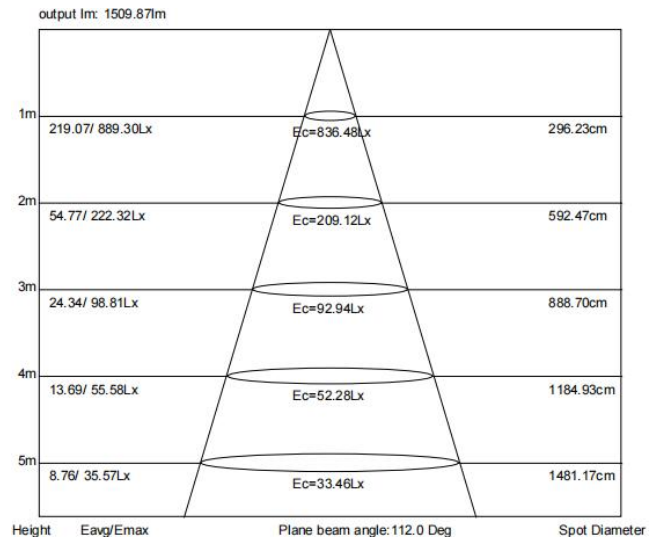 output lm: 1509.87lm
1m
219.07/ 889.30Lx
Ec=836.48Lx
296.23cm
2m
54.77/ 222.32Lx
Ec=209.12Lx
592.47cm
3m
24.34/ 98.81Lx
Ec=92.94Lx
888.70cm
4m
13.69/ 55.58Lx
Ec=52.28Lx
1184.93cm
5m
8.76/ 35.57Lx
Ec=33.46Lx
1481.17cm
Height Eavg/Emax Plane beam angle:112.0 Deg Spot Diameter